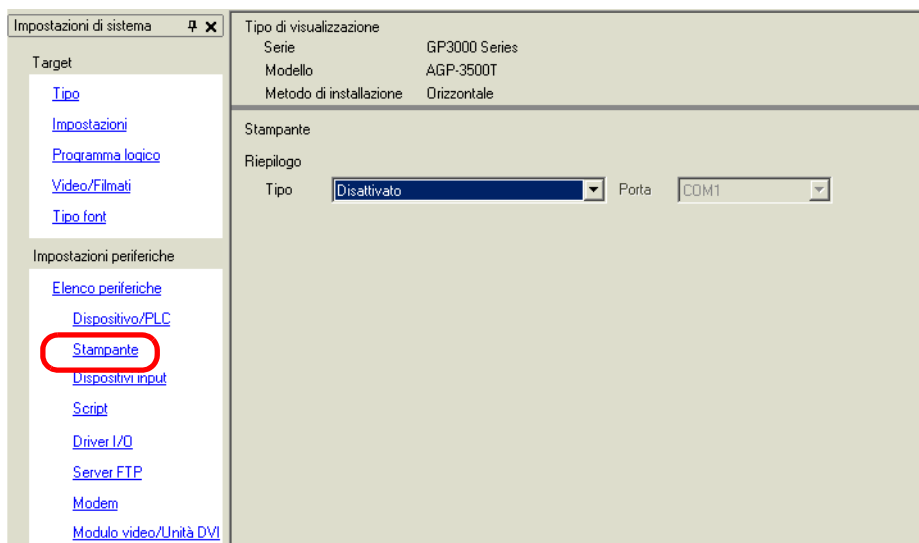 Impostazioni di sistema
Target
Tipo
Impostazioni
Programma logico
Video/Filmati
Tipo font
Impostazioni periferiche
Elenco periferiche
Dispositivo/PLC
Stampante
Dispositivi input
Script
Driver I/O
Server FTP
Modem
Modulo video/Unità DVI
Tipo di visualizzazione
Serie GP3000 Series
Modello AGP-3500T
Metodo di installazione Orizzontale
Stampante
Riepilogo
Tipo Disattivato Porta COM1